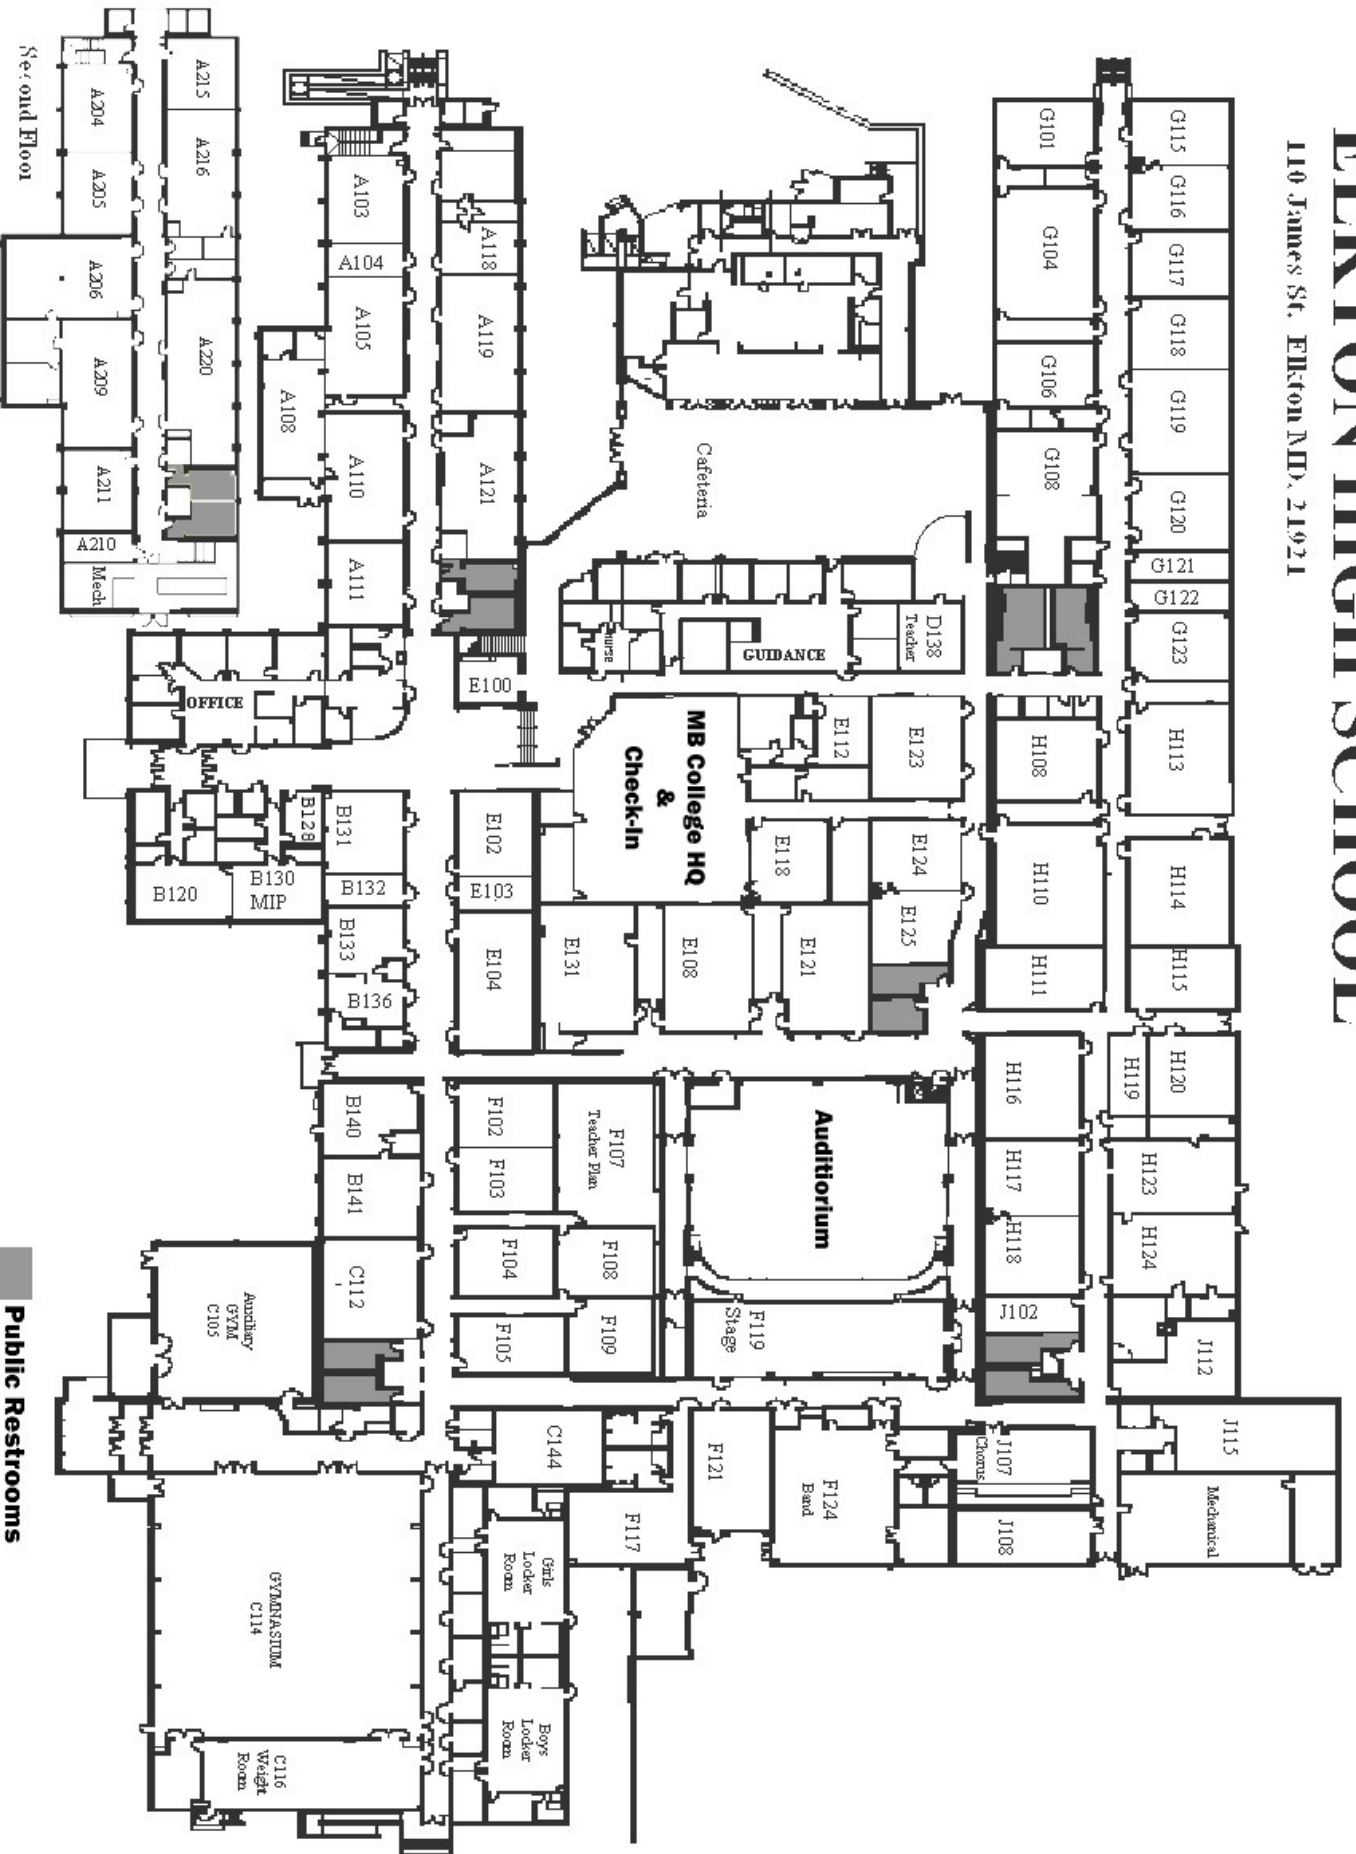 ELKTON HIGH SCHOOL
110 James St. Elkton MD. 21921
G115
G116
G117
G118
G119
G120
G121
G122
G123
H113
H114
H115
H120
H119
H123
H124
J112
J115
Mechanical
G101
G104
G106
G108
H108
H110
H111
H116
H117
H118
J102
J107
Chorus
J108
D138
Teacher
GUIDANCE
Nurse
Cafeteria
E123
E112
E124
E125
E118
E121
E108
E131
MB College HQ
&
Check-In
Auditiorium
F119
Stage
F124
Band
F121
F117
A118
A119
A121
E100
E102
E103
E104
F107
Teacher Plan
F102
F103
F108
F104
F109
F105
C144
Girls
Locker
Room
Boys
Locker
Room
A103
A104
A105
A108
A110
A111
OFFICE
B128
B131
B132
B130
MIP
B120
B133
B136
B140
B141
C112
Auxiliary
GYM
C105
GYMNASIUM
C114
C116
Weight
Room
A215
A216
A220
A204
A205
A206
A209
A211
A210
Mech
Second Floor
Public Restrooms